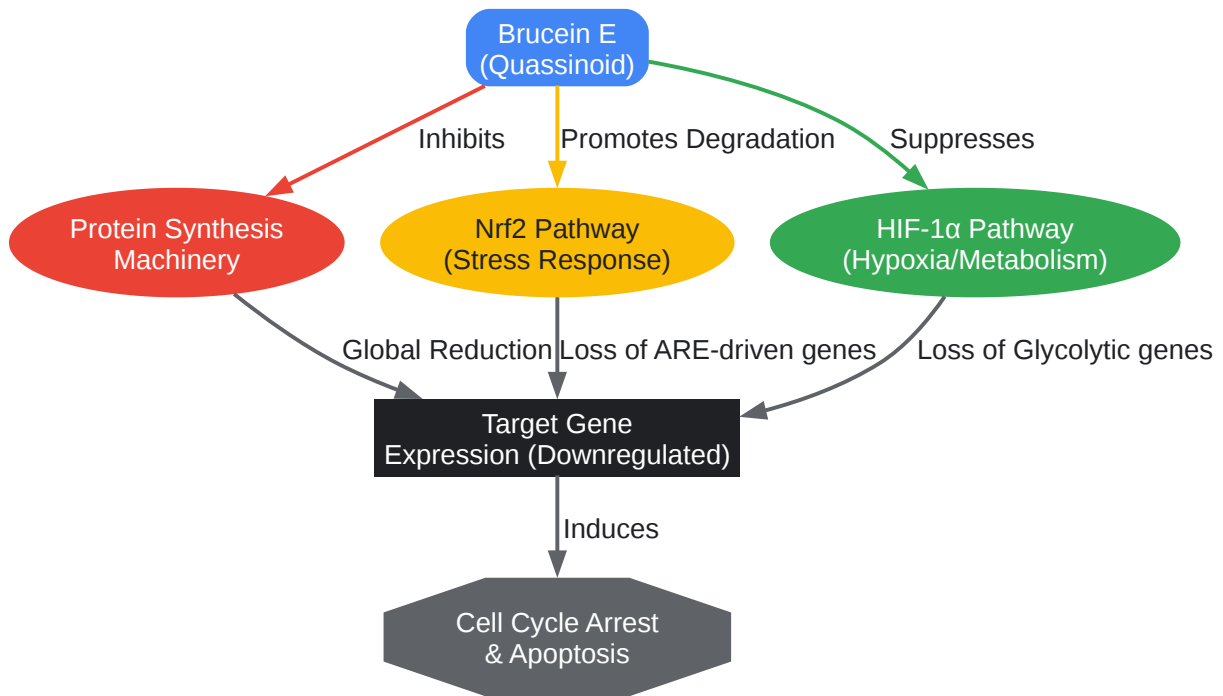 Brucein E
(Quassinoid)
Inhibits
Promotes Degradation
Suppresses
Protein Synthesis
Machinery
Nrf2 Pathway
(Stress Response)
HIF-1α Pathway
(Hypoxia/Metabolism)
Global Reduction
Loss of ARE-driven genes
Loss of Glycolytic genes
Target Gene
Expression (Downregulated)
Induces
Cell Cycle Arrest
& Apoptosis